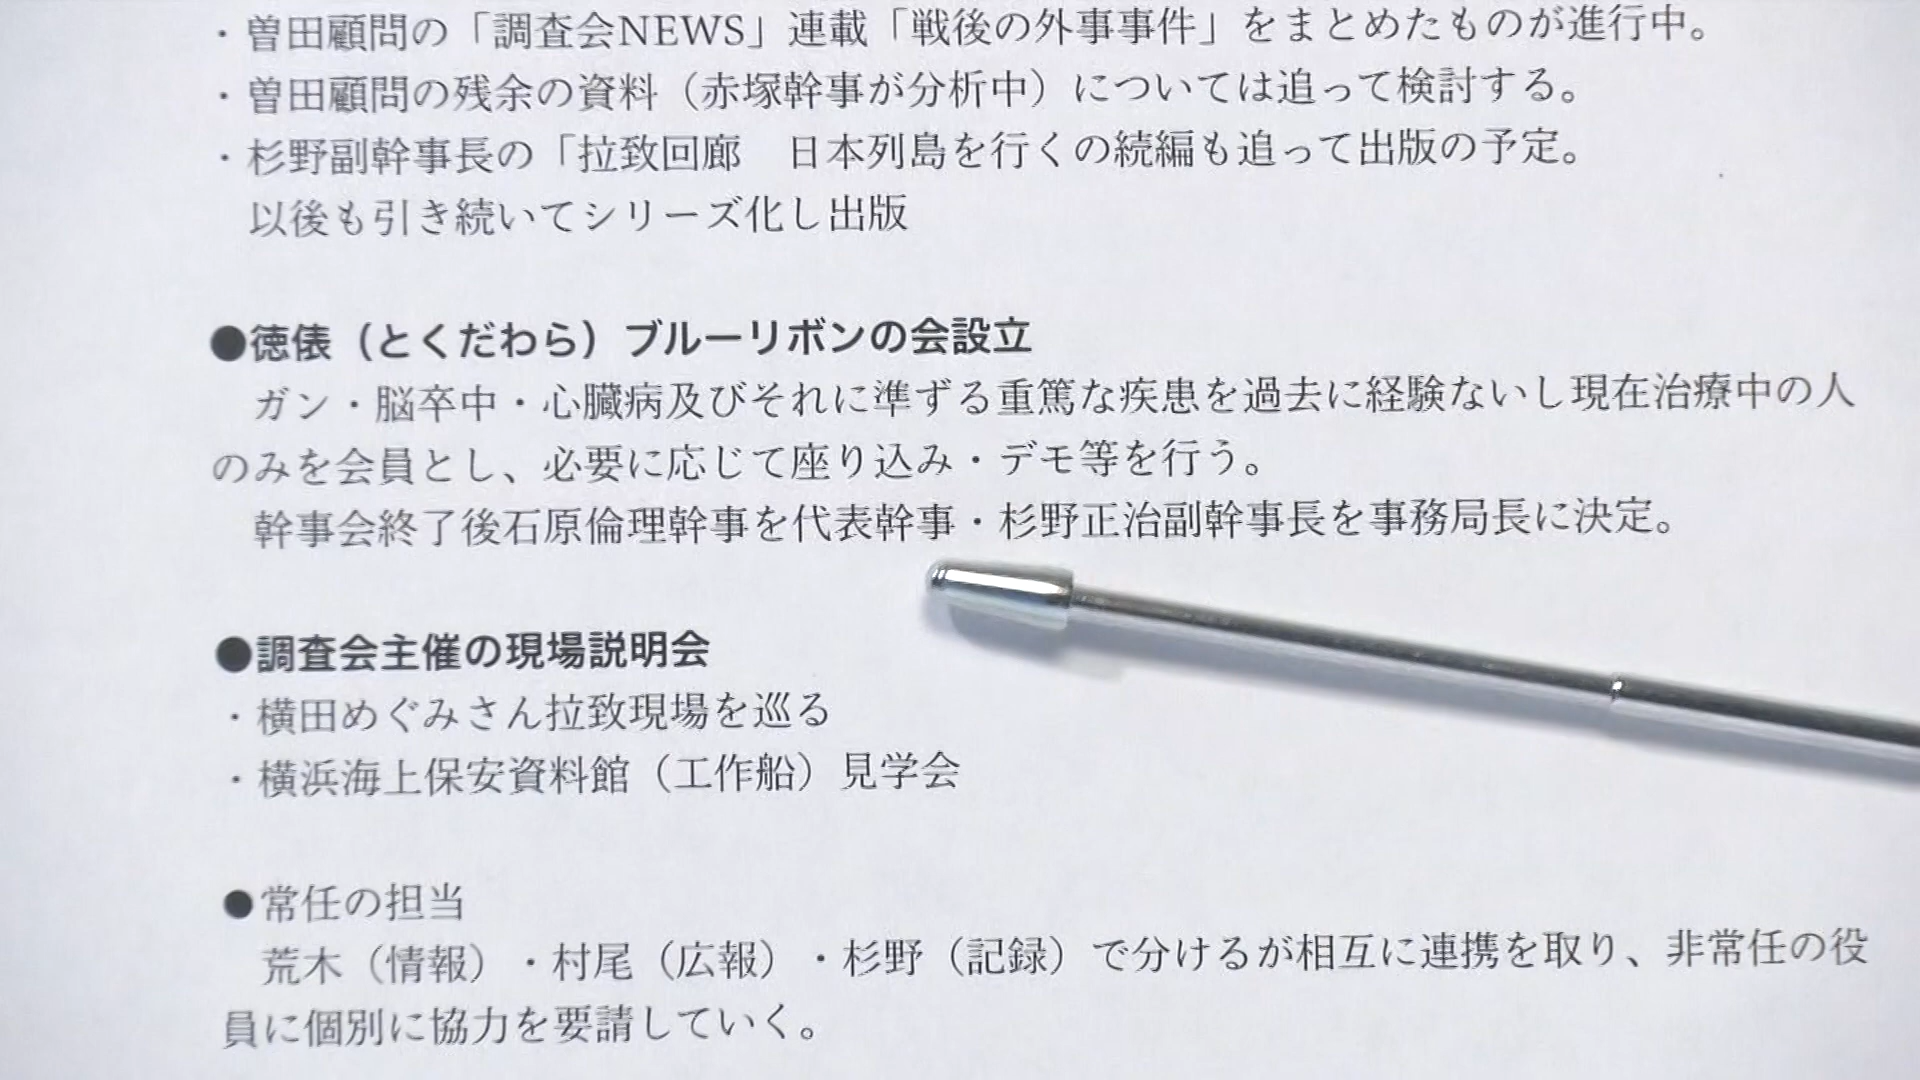 ・曽田顧問の「調査会NEWS」連載「戦後の外事事件」をまとめたものが進行中。
・曽田顧問の残余の資料（赤塚幹事が分析中）については追って検討する。
・杉野副幹事長の「拉致回廊　日本列島を行くの続編も追って出版の予定。
以後も引き続いてシリーズ化し出版
●徳俵（とくだわら）ブルーリボンの会設立
ガン・脳卒中・心臓病及びそれに準ずる重篤な疾患を過去に経験ないし現在治療中の人
のみを会員とし、必要に応じて座り込み・デモ等を行う。
幹事会終了後石原倫理幹事を代表幹事・杉野正治副幹事長を事務局長に決定。
●調査会主催の現場説明会
・横田めぐみさん拉致現場を巡る
・横浜海上保安資料館（工作船）見学会
●常任の担当
荒木（情報）・村尾（広報）・杉野（記録）で分けるが相互に連携を取り、非常任の役
員に個別に協力を要請していく。